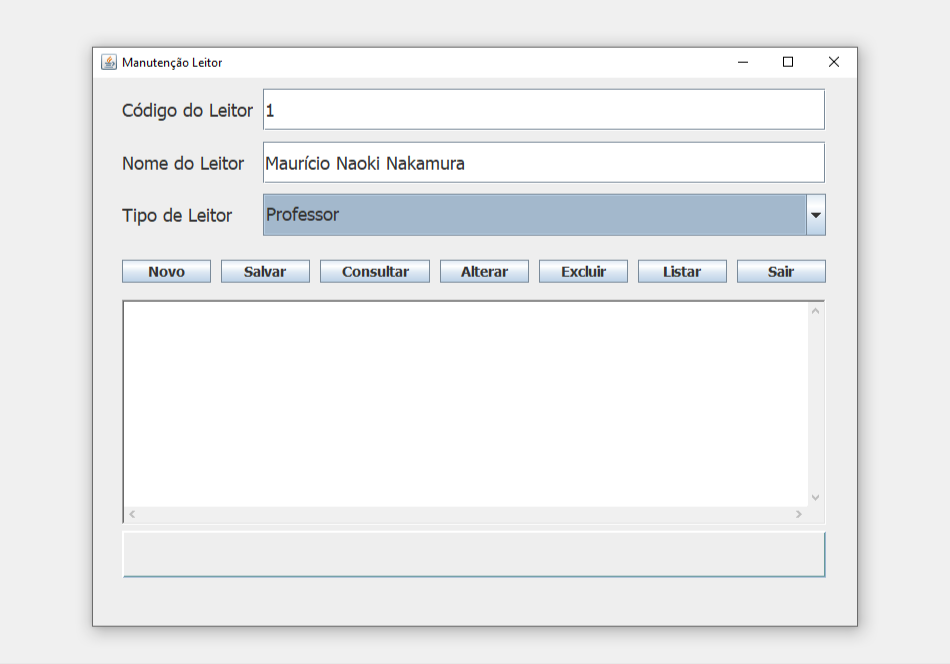 Manutenção Leitor
Código do Leitor 1
Nome do Leitor Maurício Naoki Nakamura
Tipo de Leitor Professor
Novo Salvar Consultar Alterar Excluir Listar Sair